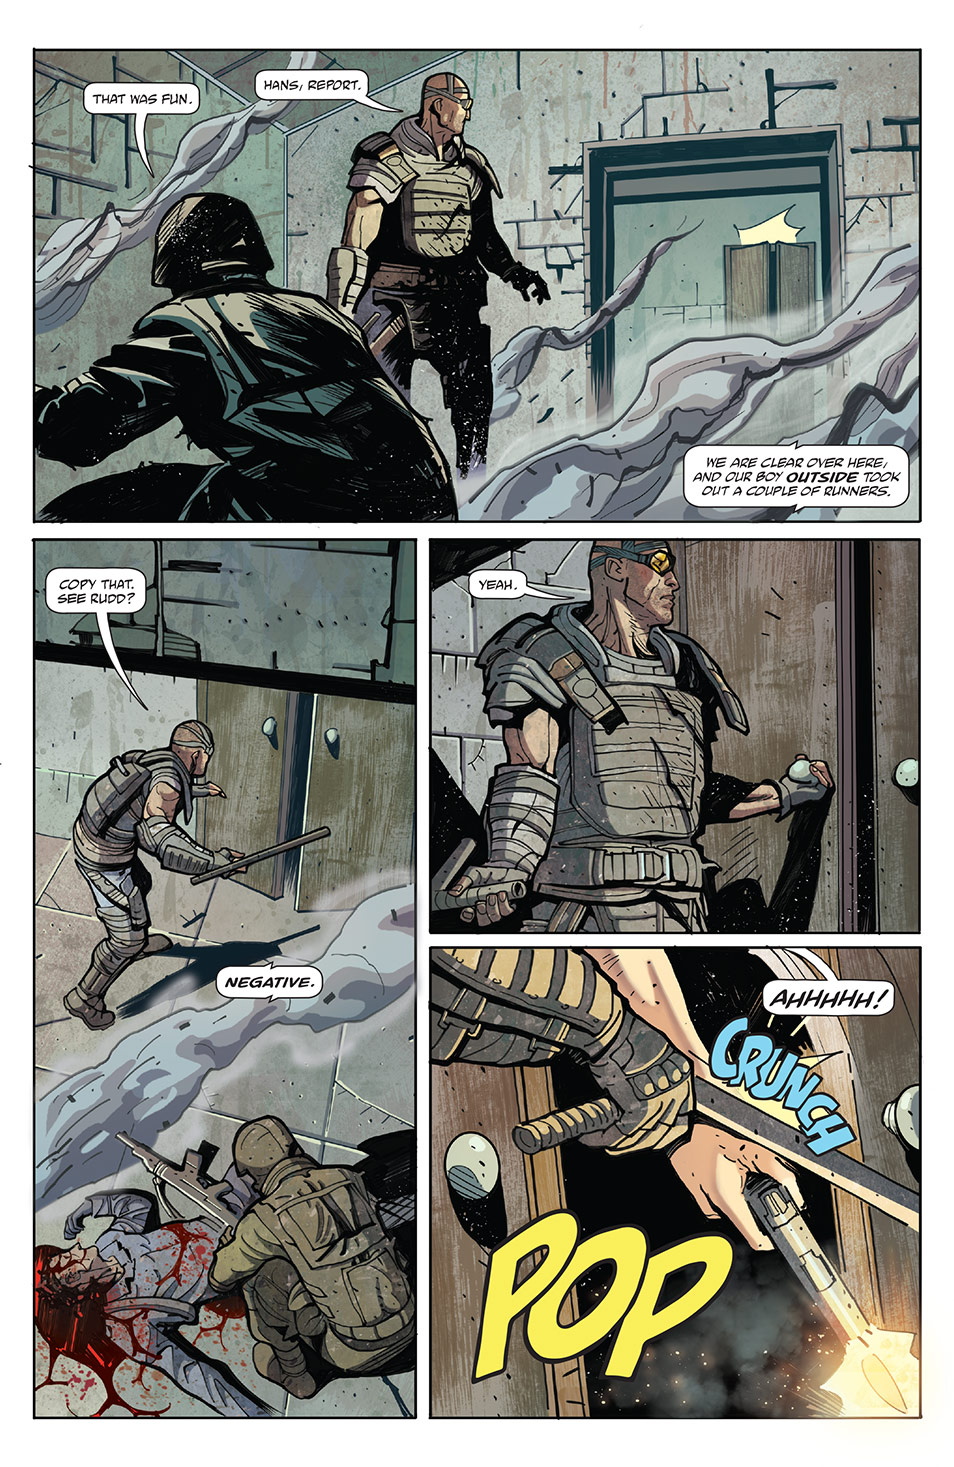 THAT WAS FUN.
HANS, REPORT.
WE ARE CLEAR OVER HERE,
AND OUR BOY OUTSIDE TOOK
OUT A COUPLE OF RUNNERS.
COPY THAT.
SEE RUDD?
NEGATIVE.
YEAH.
AHHHHH!
CRUNCH
POP